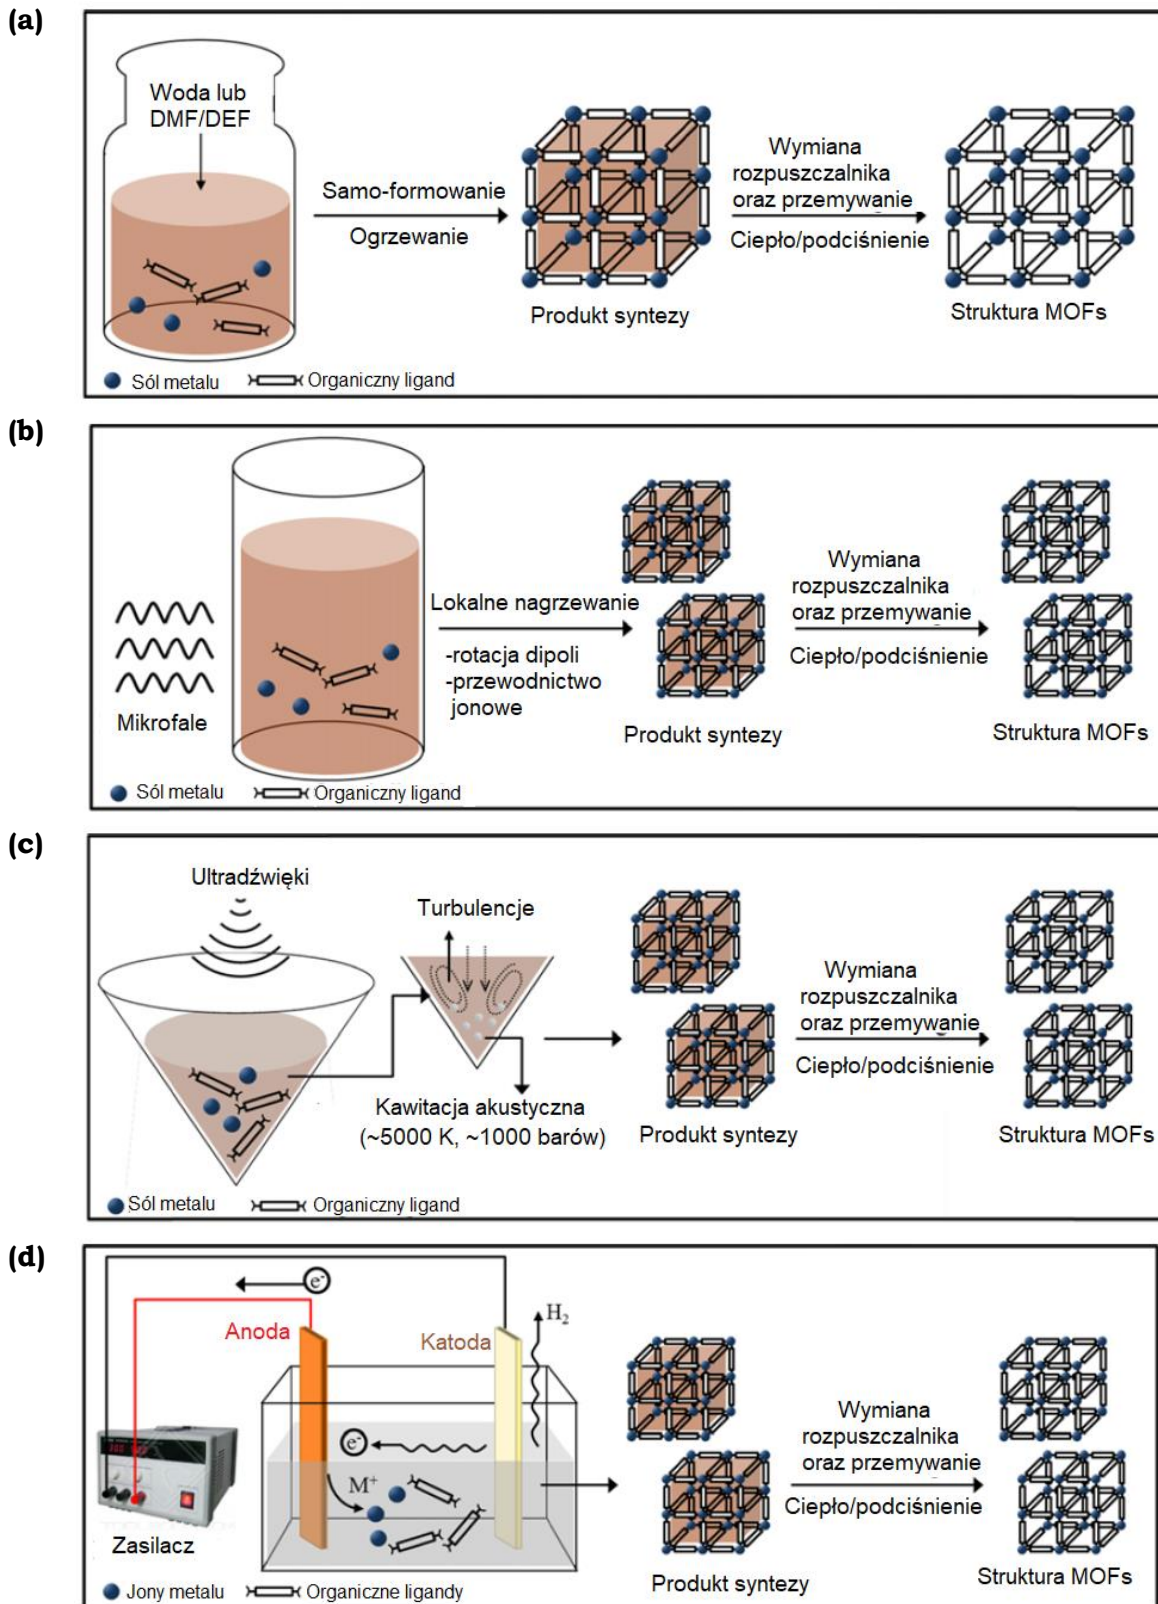 (a)
Woda lub
DMF/DEF
Samo-formowanie
Ogrzewanie
Produkt syntezy
Wymiana
rozpuszczalnika
oraz przemywanie
Ciepło/podciśnienie
Struktura MOFs
Sól metalu
Organiczny ligand
(b)
Mikrofale
Lokalne nagrzewanie
-rotacja dipoli
-przewodnictwo
jonowe
Produkt syntezy
Wymiana
rozpuszczalnika
oraz przemywanie
Ciepło/podciśnienie
Struktura MOFs
Sól metalu
Organiczny ligand
(c)
Ultradźwięki
Turbulencje
Kawitacja akustyczna
(~5000 K, ~1000 barów)
Produkt syntezy
Wymiana
rozpuszczalnika
oraz przemywanie
Ciepło/podciśnienie
Struktura MOFs
Sól metalu
Organiczny ligand
(d)
e-
Anoda
Katoda
H2
e-
M+
Zasilacz
Produkt syntezy
Wymiana
rozpuszczalnika
oraz przemywanie
Ciepło/podciśnienie
Struktura MOFs
Jony metalu
Organiczne ligandy